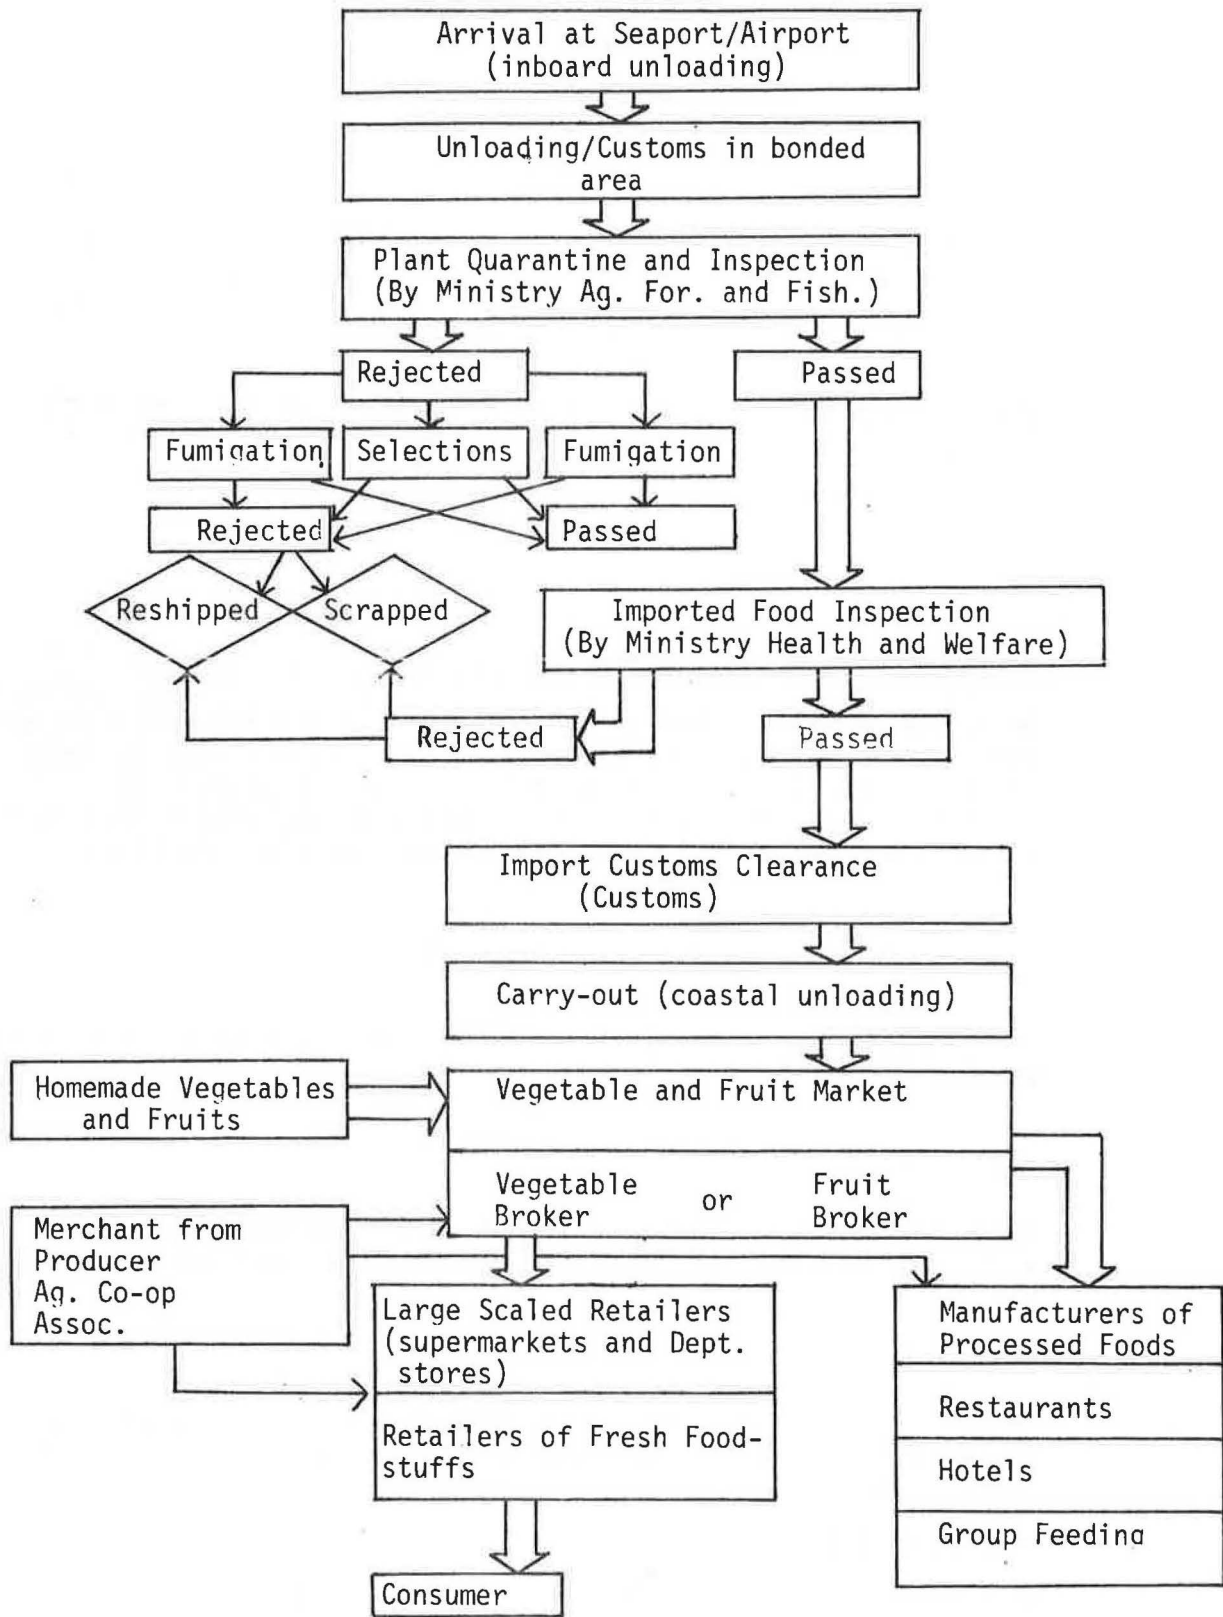 Arrival at Seaport/Airport
(inboard unloading)
Unloading/Customs in bonded
area
Plant Quarantine and Inspection
(By Ministry Ag. For. and Fish.)
Rejected
Passed
Fumigation
Selections
Fumigation
Rejected
Passed
Reshipped
Scrapped
Imported Food Inspection
(By Ministry Health and Welfare)
Rejected
Passed
Import Customs Clearance
(Customs)
Carry-out (coastal unloading)
Homemade Vegetables
and Fruits
Vegetable and Fruit Market
Vegetable
Broker
or
Fruit
Broker
Merchant from
Producer
Ag. Co-op
Assoc.
Large Scaled Retailers
(supermarkets and Dept.
stores)
Retailers of Fresh Food-
stuffs
Manufacturers of
Processed Foods
Restaurants
Hotels
Group Feeding
Consumer